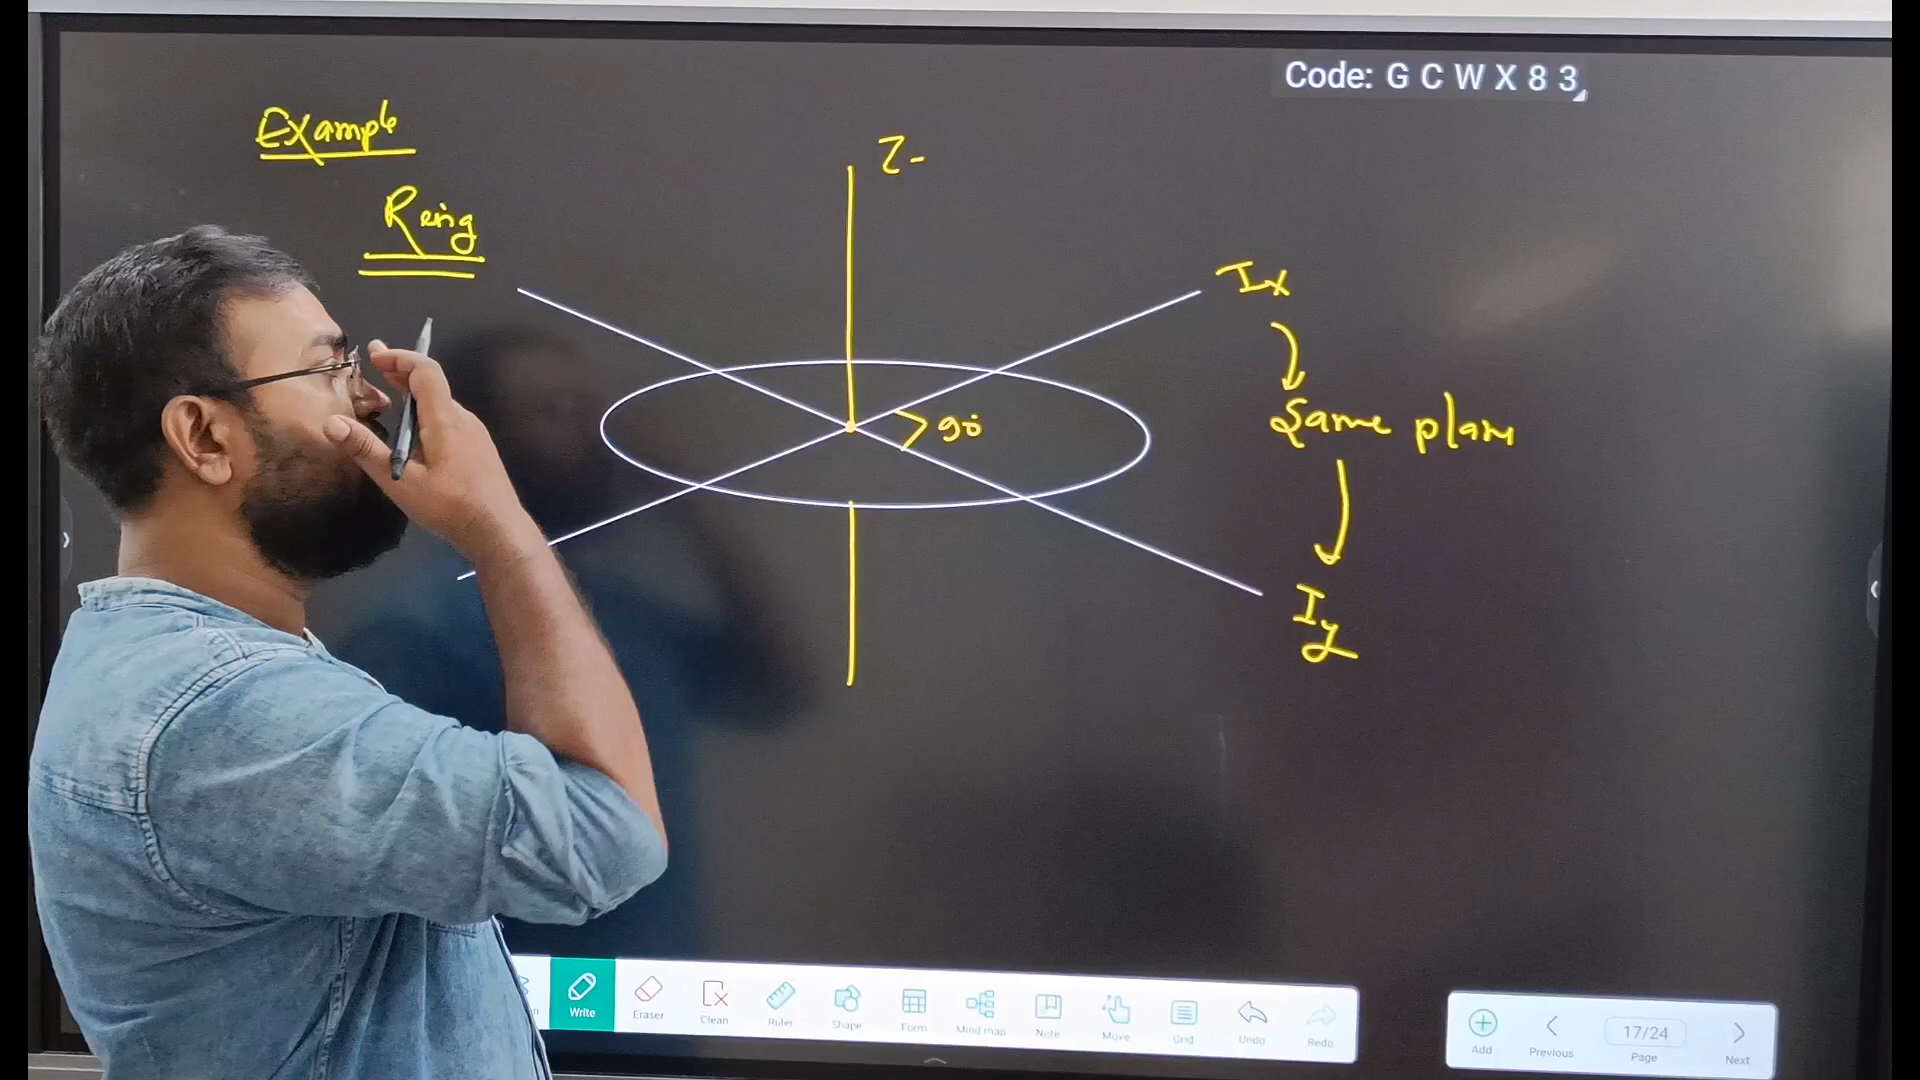 Code: G C W X 8 3
Example
Z-
Ring
Ix
90
Same plane
Iy
Write
Eraser
Clean
Ruler
Shape
Form
Mind map
Note
Move
Grid
Undo
Redo
Add
Previous
17/24
Page
Next